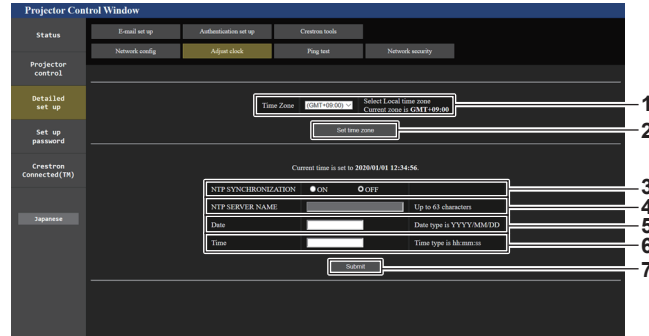 Projector Control Window
Status
E-mail set up
Authentication set up
Crestron tools
Network config
Adjust clock
Ping test
Network security
Projector
control
Detailed
set up
Set up
password
Crestron
Connected(TM)
Japanese
Time Zone
(GMT+09:00)
Select Local time zone
Current zone is GMT+09:00
1
Set time zone
2
Current time is set to 2020/01/01 12:34:56.
NTP SYNCHRONIZATION ON OFF
3
NTP SERVER NAME Up to 63 characters
4
Date Date type is YYYY/MM/DD
5
Time Time type is hh:mm:ss
6
Submit
7